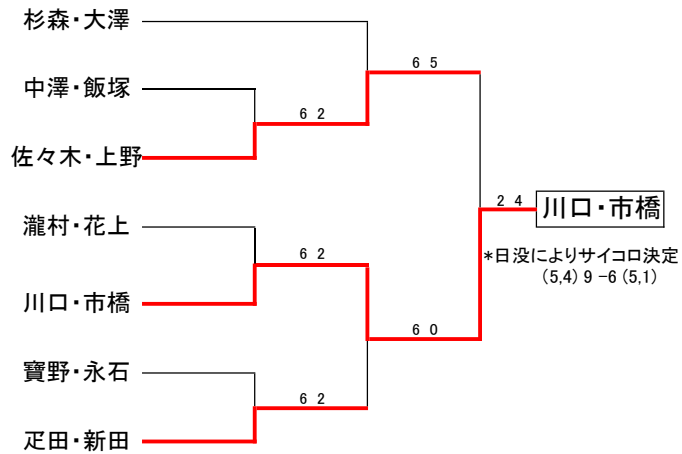 杉森・大澤
6 5
中澤・飯塚
6 2
佐々木・上野
2 4
川口・市橋
瀧村・花上
*日没によりサイコロ決定
6 2
(5,4) 9 -6 (5,1)
川口・市橋
6 0
寶野・永石
6 2
疋田・新田